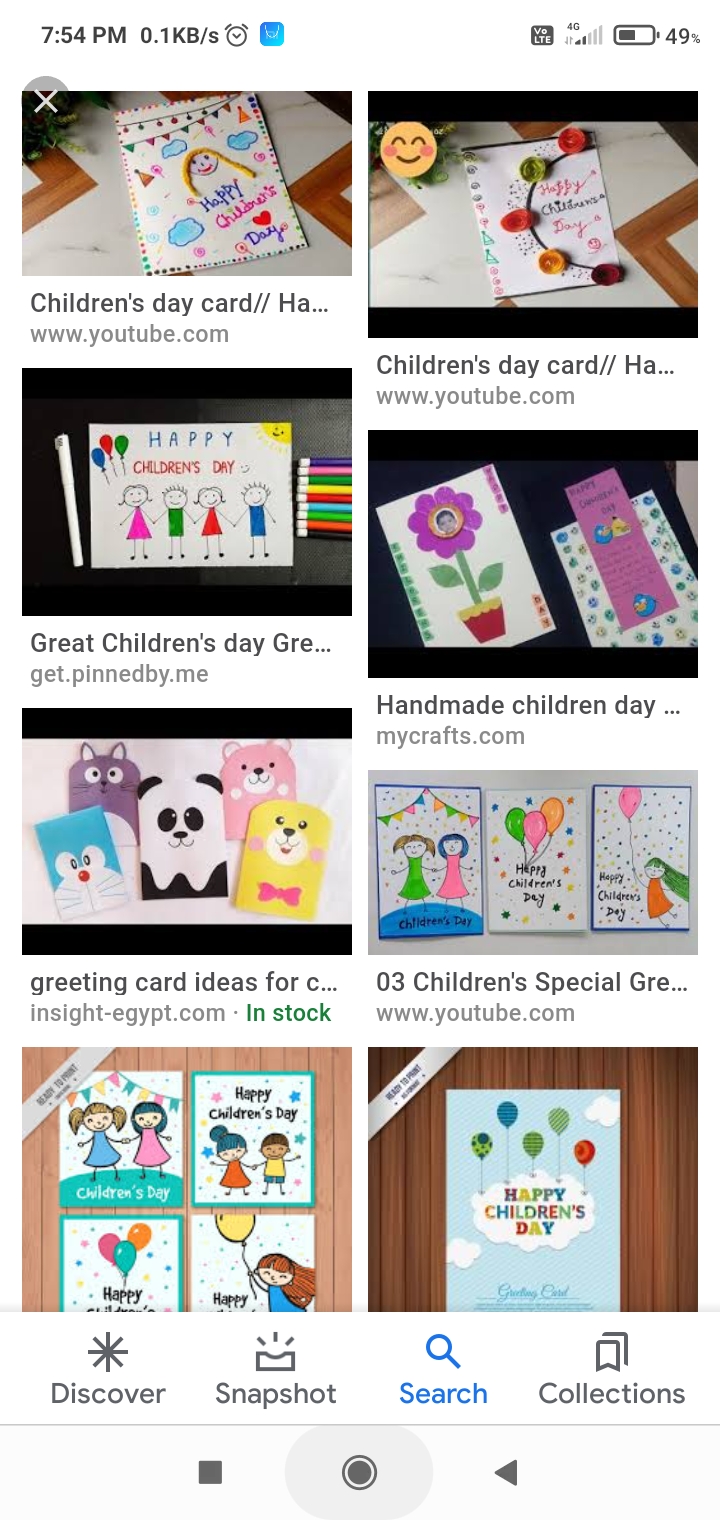 7:54 PM 0.1KB/s
Vo LTE 4G 49%
Happy
Children's
Day
Children's day card// Ha...
www.youtube.com
Happy
Children's
Day
Children's day card// Ha...
www.youtube.com
HAPPY
CHILDREN'S DAY
Great Children's day Gre...
get.pinnedby.me
HAPPY
CHILDREN'S
DAY
HAPPY
CHILDREN'S
DAY
Handmade children day ...
mycrafts.com
greeting card ideas for c...
insight-egypt.com · In stock
Children's Day
Happy
Children's
Day
Happy
Children's
Day
03 Children's Special Gre...
www.youtube.com
READY TO PRINT
Children's Day
Happy
Children's Day
Happy
READY TO PRINT
HAPPY
CHILDREN'S
DAY
Greeting Card
Discover
Snapshot
Search
Collections